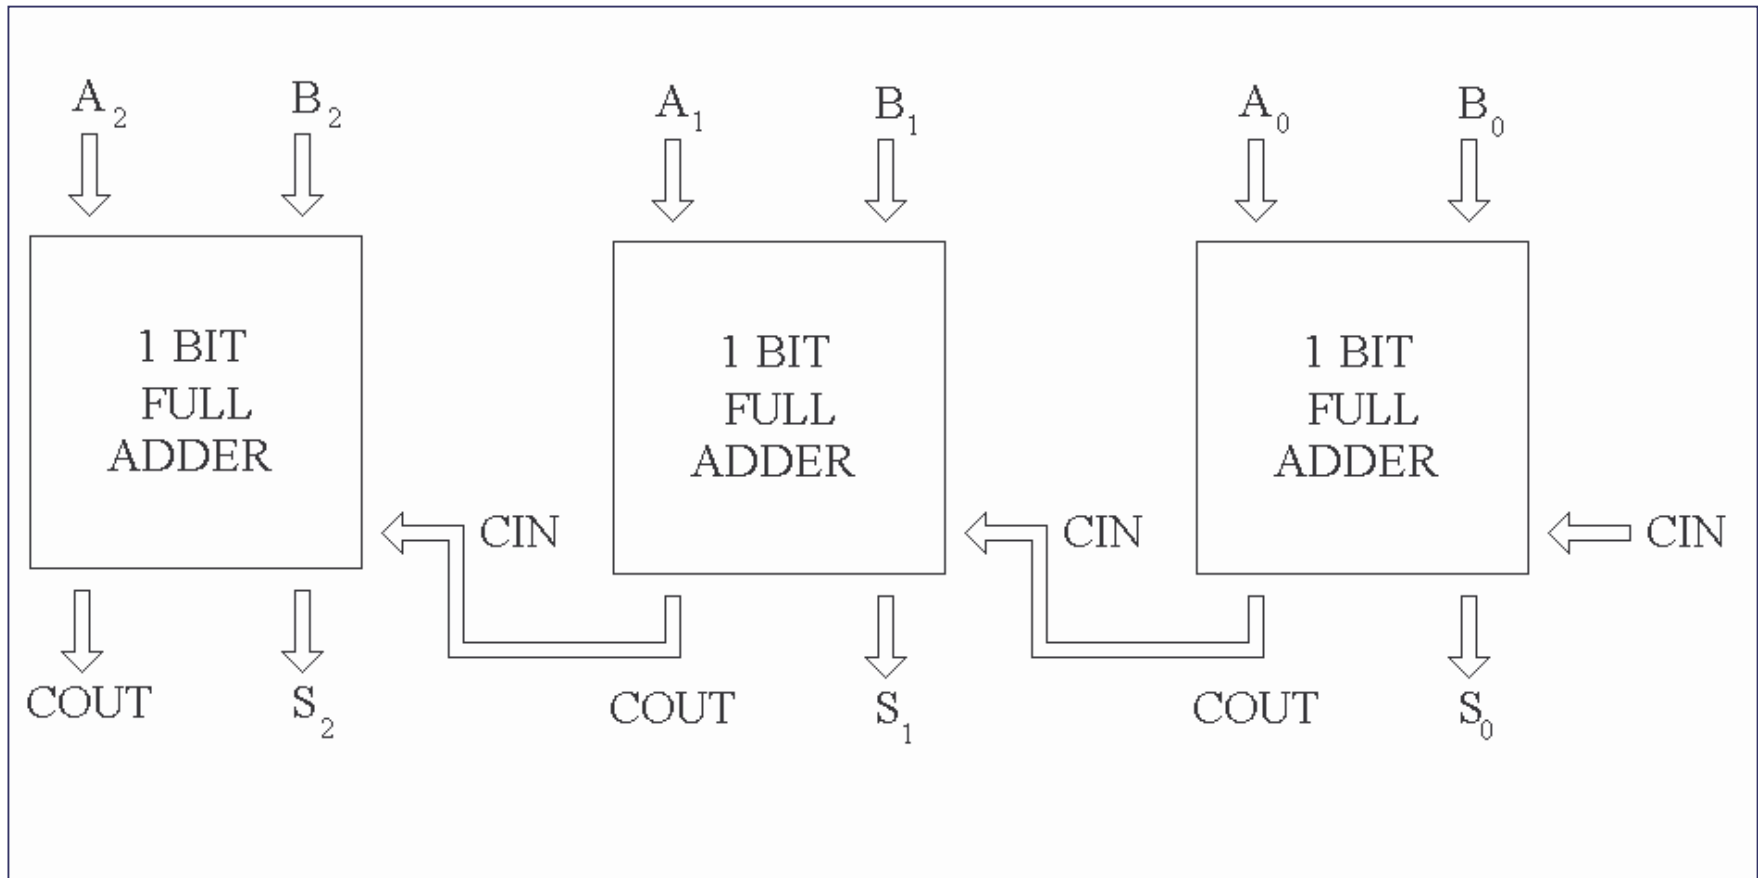 A2 B2 A1 B1 A0 B0
1 BIT 1 BIT 1 BIT
FULL FULL FULL
ADDER ADDER ADDER
CIN CIN CIN
COUT S2 COUT S1 COUT S0